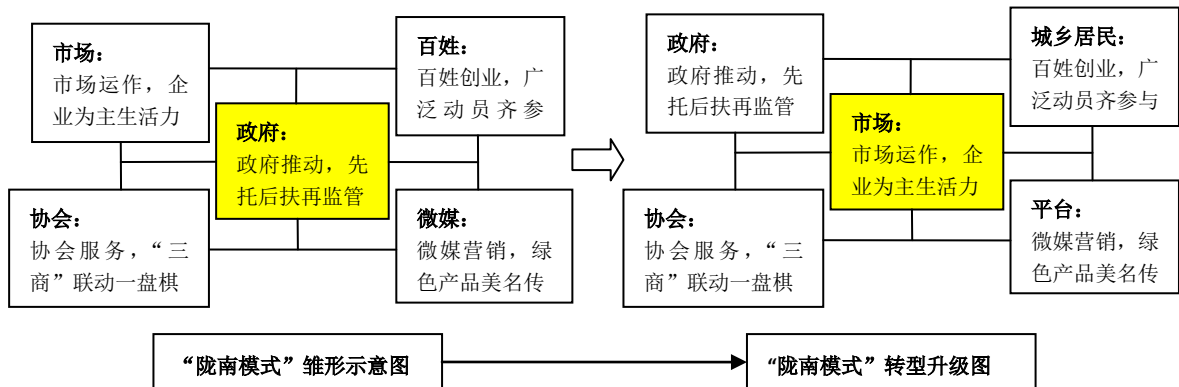 市场：
市场运作，企
业为主生活力
百姓：
百姓创业，广
泛动员齐参
政府：
政府推动，先
托后扶再监管
协会：
协会服务，“三
商”联动一盘棋
微媒：
微媒营销，绿
色产品美名传
政府：
政府推动，先
托后扶再监管
城乡居民：
百姓创业，广
泛动员齐参与
市场：
市场运作，企
业为主生活力
协会：
协会服务，“三
商”联动一盘棋
平台：
微媒营销，绿
色产品美名传
“陇南模式”雏形示意图
“陇南模式”转型升级图